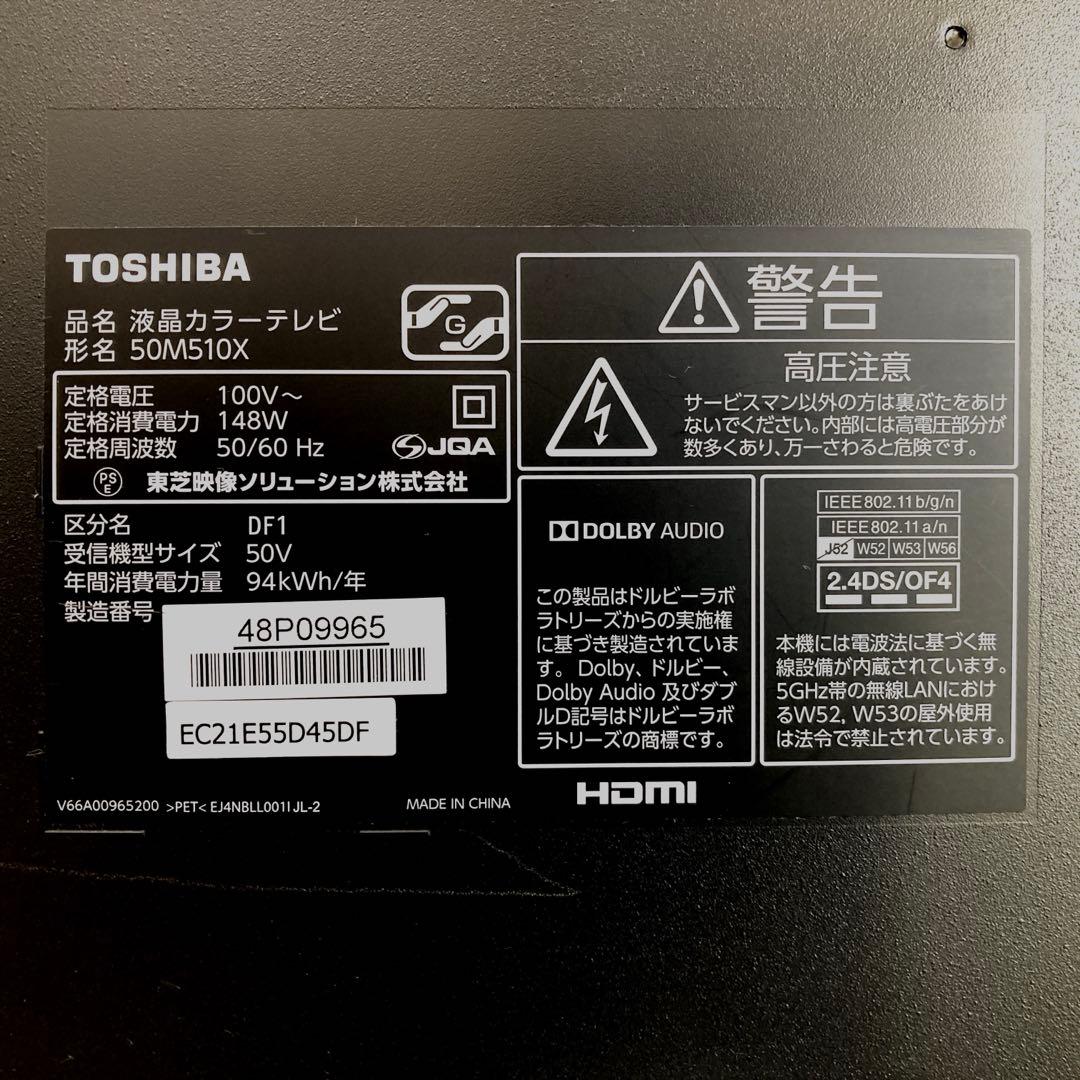 TOSHIBA
品名 液晶カラーテレビ
形名 50M510X
G
定格電圧 100V～
定格消費電力 148W
定格周波数 50/60 Hz
JQA
PS
E
東芝映像ソリューション株式会社
区分名 DF1
受信機型サイズ 50V
年間消費電力量 94kWh/年
製造番号
48P09965
EC21E55D45DF
V66A00965200 >PET< EJ4NBLL001I JL-2
MADE IN CHINA
警告
高圧注意
サービスマン以外の方は裏ぶたをあけ
ないでください。内部には高電圧部分が
数多くあり、万一さわると危険です。
DOLBY AUDIO
この製品はドルビーラボ
ラトリーズからの実施権
に基づき製造されていま
す。Dolby、ドルビー、
Dolby Audio 及びダブ
ルD記号はドルビーラボ
ラトリーズの商標です。
IEEE802.11b/g/n
IEEE802.11a/n
J52 W52 W53 W56
2.4DS/OF4
本機には電波法に基づく無
線設備が内蔵されています。
5GHz帯の無線LANにおけ
るW52, W53の屋外使用
は法令で禁止されています。
HDMI